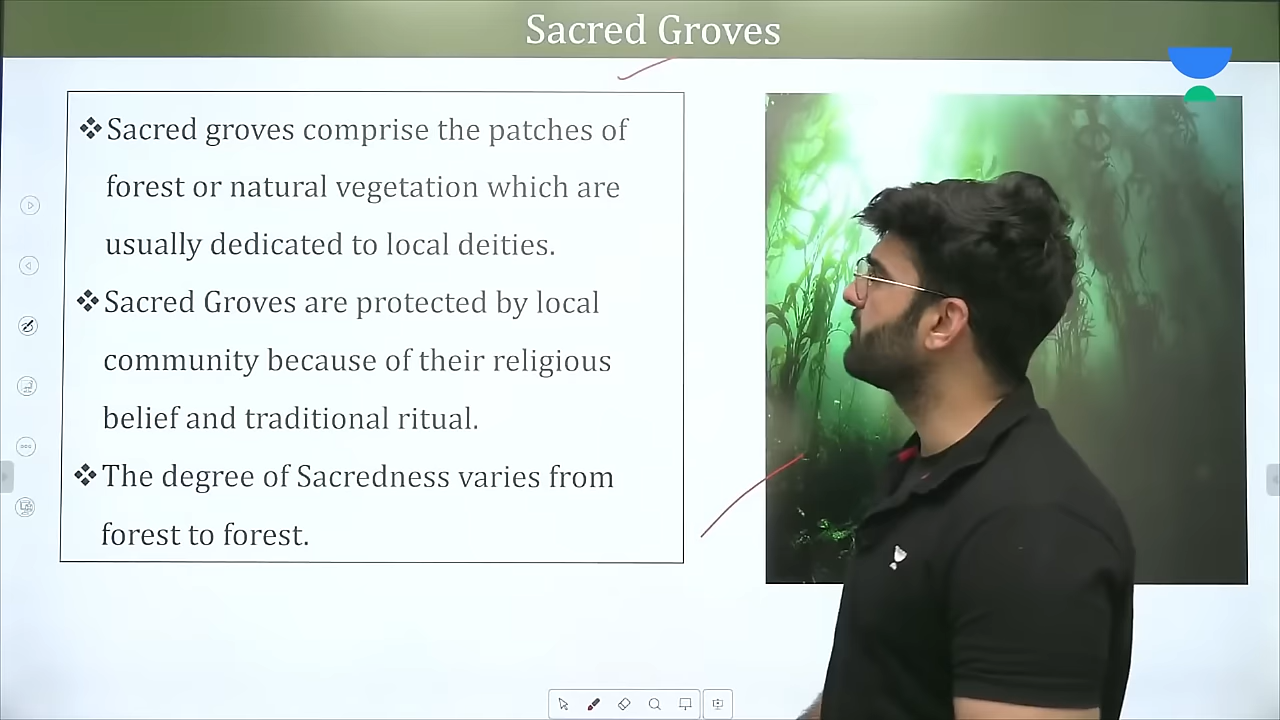 Sacred Groves
❖Sacred groves comprise the patches of
forest or natural vegetation which are
usually dedicated to local deities.
❖Sacred Groves are protected by local
community because of their religious
belief and traditional ritual.
❖The degree of Sacredness varies from
forest to forest.